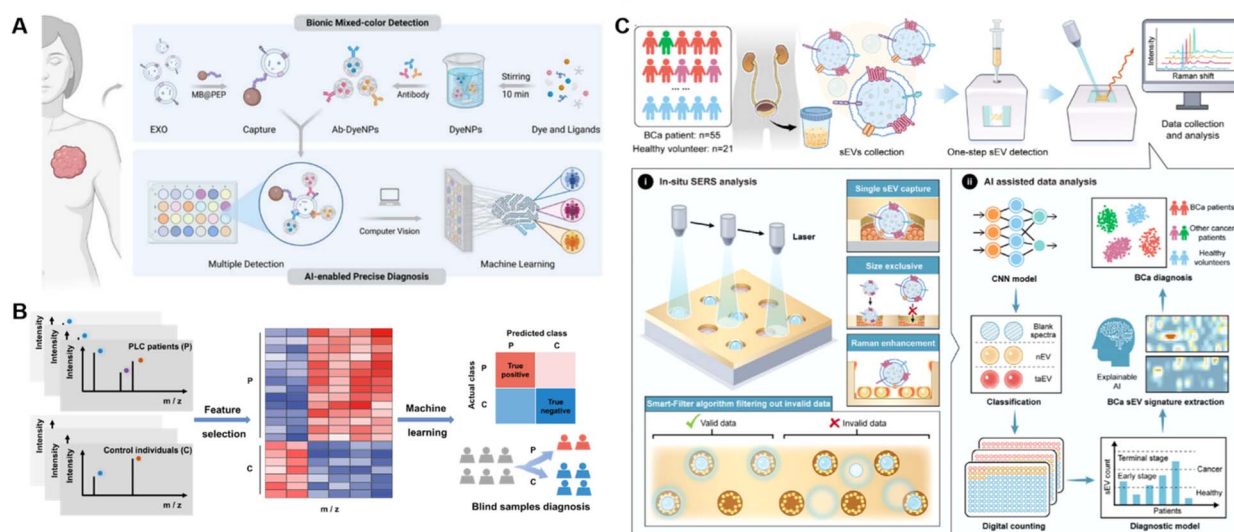 A
Bionic Mixed-color Detection
MB@PEP
Antibody
Stirring
10 min
EXO
Capture
Ab-DyeNPs
DyeNPs
Dye and Ligands
Computer Vision
Multiple Detection
Machine Learning
AI-enabled Precise Diagnosis
B
Intensity
Intensity
Intensity
PLC patients (P)
m / z
Intensity
Intensity
Intensity
Control individuals (C)
m / z
Feature
selection
P
C
m / z
Machine
learning
Predicted class
P
C
Actual class
P
C
True
positive
True
negative
P
C
Blind samples diagnosis
C
... ...
BCa patient: n=55
Healthy volunteer: n=21
sEVs collection
One-step sEV detection
Intensity
Raman shift
Data collection
and analysis
i
In-situ SERS analysis
Laser
Single sEV capture
Size exclusive
Raman enhancement
Smart-Filter algorithm filtering out invalid data
Valid data
Invalid data
ii
AI assisted data analysis
CNN model
BCa patients
Other cancer
patients
Healthy
volunteers
BCa diagnosis
Blank
spectra
nEV
taEV
Classification
Explainable
AI
BCa sEV signature extraction
Digital counting
sEV count
Terminal stage
Early stage
Cancer
Healthy
Patients
Diagnostic model